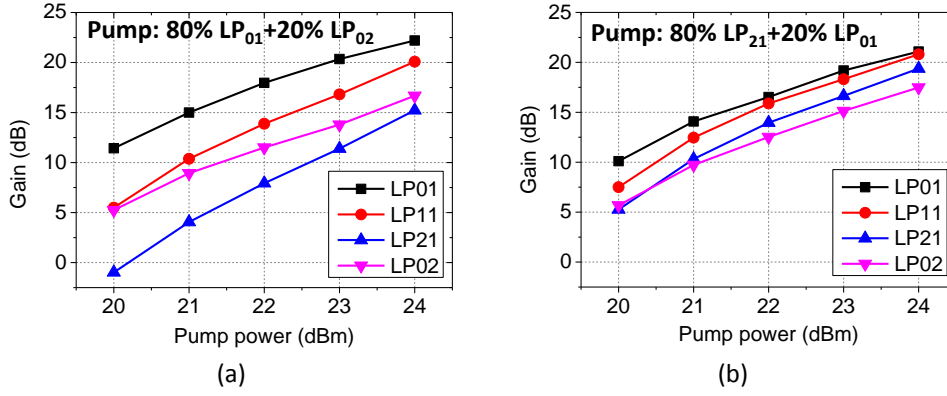 Pump: 80% LP01+20% LP02
Gain (dB)
20
15
10
5
0
LP01
LP11
LP21
LP02
20 21 22 23 24
Pump power (dBm)
(a)
Pump: 80% LP21+20% LP01
Gain (dB)
20
15
10
5
0
LP01
LP11
LP21
LP02
20 21 22 23 24
Pump power (dBm)
(b)